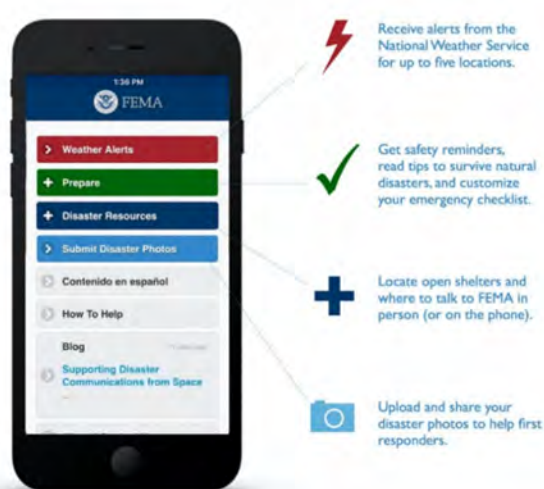 1:36 PM
FEMA
Weather Alerts
Prepare
Disaster Resources
Submit Disaster Photos
Contenido en español
How To Help
Blog
Supporting Disaster
Communications from Space
...
Receive alerts from the
National Weather Service
for up to five locations.
Get safety reminders,
read tips to survive natural
disasters, and customize
your emergency checklist.
Locate open shelters and
where to talk to FEMA in
person (or on the phone).
Upload and share your
disaster photos to help first
responders.